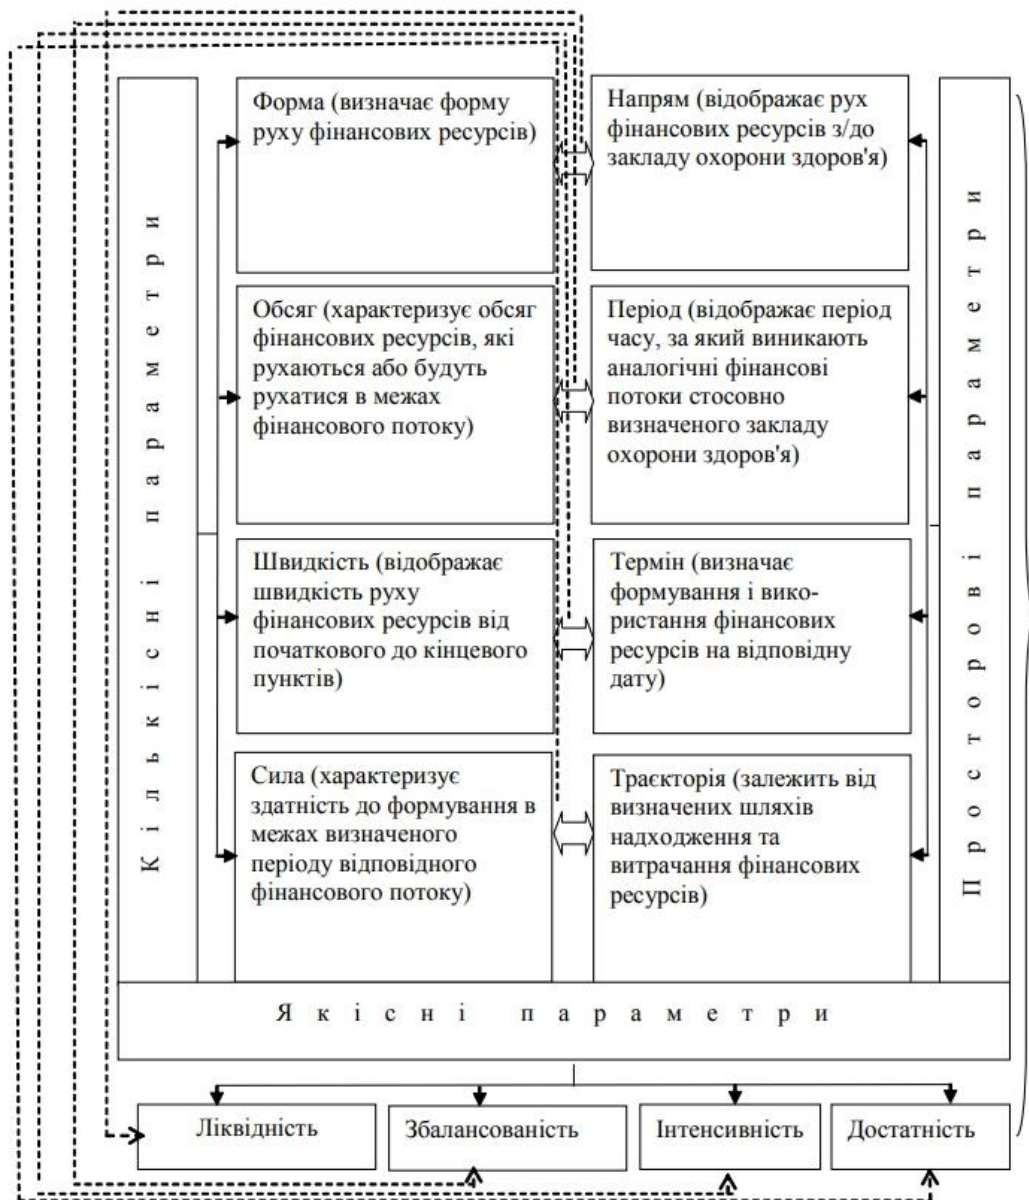 Кількісні параметри
Форма (визначає форму
руху фінансових ресурсів)
Напрям (відображає рух
фінансових ресурсів з/до
закладу охорони здоров'я)
Обсяг (характеризує обсяг
фінансових ресурсів, які
рухаються або будуть
рухатися в межах
фінансового потоку)
Період (відображає період
часу, за який виникають
аналогічні фінансові
потоки стосовно
визначеного закладу
охорони здоров'я)
Швидкість (відображає
швидкість руху
фінансових ресурсів від
початкового до кінцевого
пунктів)
Термін (визначає
формування і вико-
ристання фінансових
ресурсів на відповідну
дату)
Сила (характеризує
здатність до формування в
межах визначеного
періоду відповідного
фінансового потоку)
Траєкторія (залежить від
визначених шляхів
надходження та
витрачання фінансових
ресурсів)
Просторові параметри
Якісні параметри
Ліквідність
Збалансованість
Інтенсивність
Достатність